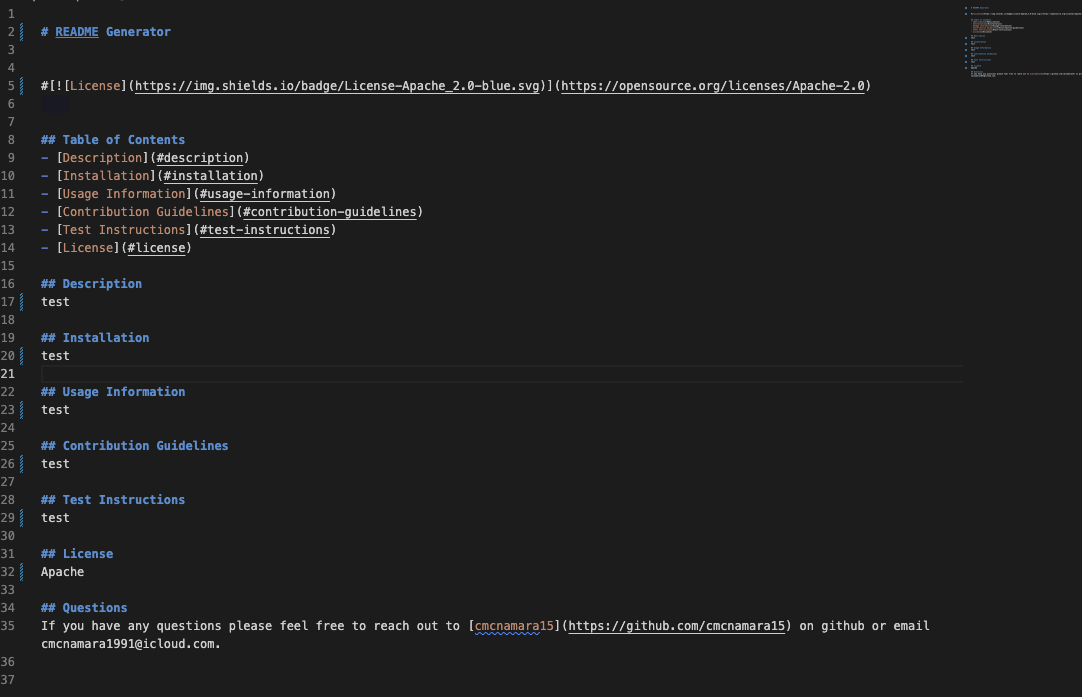 1
2 # README Generator
3
4
5 #[![License](https://img.shields.io/badge/License-Apache_2.0-blue.svg)](https://opensource.org/licenses/Apache-2.0)
6
7
8 ## Table of Contents
9 - [Description](#description)
10 - [Installation](#installation)
11 - [Usage Information](#usage-information)
12 - [Contribution Guidelines](#contribution-guidelines)
13 - [Test Instructions](#test-instructions)
14 - [License](#license)
15
16 ## Description
17 test
18
19 ## Installation
20 test
21
22 ## Usage Information
23 test
24
25 ## Contribution Guidelines
26 test
27
28 ## Test Instructions
29 test
30
31 ## License
32 Apache
33
34 ## Questions
35 If you have any questions please feel free to reach out to [cmcnamara15](https://github.com/cmcnamara15) on github or email
cmcnamara1991@icloud.com.
36
37